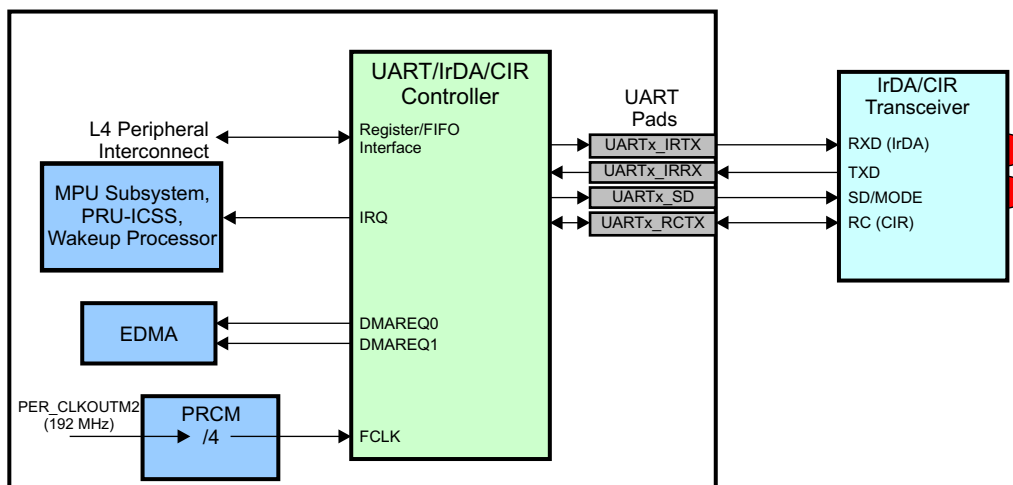 UART/IrDA/CIR
Controller
IrDA/CIR
Transceiver
UART
Pads
L4 Peripheral
Interconnect
Register/FIFO
Interface
UARTx_IRTX
RXD (IrDA)
UARTx_IRRX
TXD
UARTx_SD
SD/MODE
UARTx_RCTX
RC (CIR)
MPU Subsystem,
PRU-ICSS,
Wakeup Processor
IRQ
EDMA
DMAREQ0
DMAREQ1
PER_CLKOUTM2
(192 MHz)
PRCM
/4
FCLK